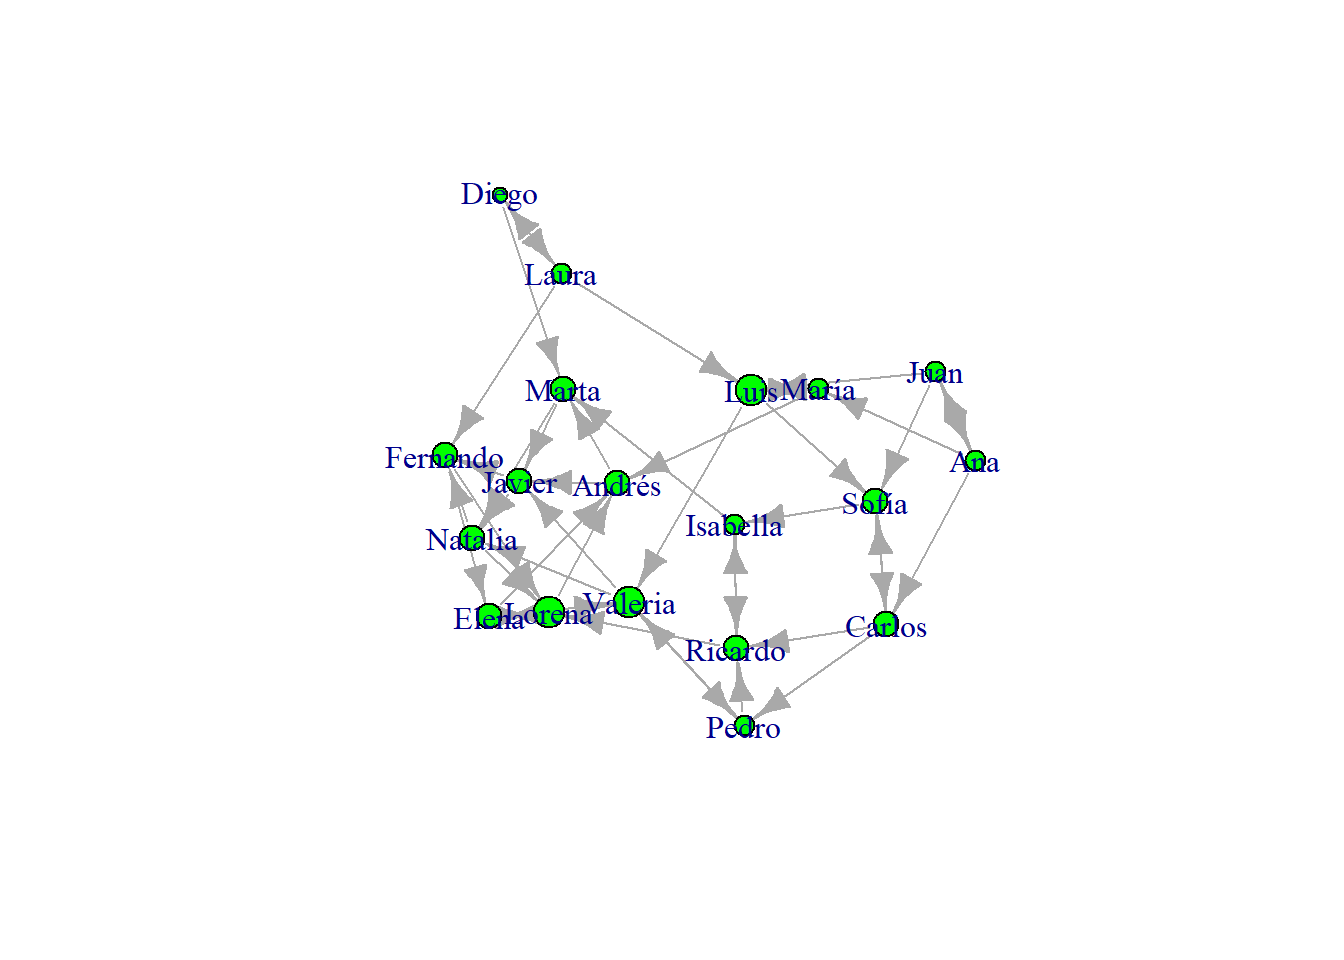 Diego
Laura
Marta
Luis
María
Juan
Fernando
Javier
Andrés
Ana
Natalia
Isabella
Sofía
Elena
Lorena
Valeria
Carlos
Ricardo
Pedro